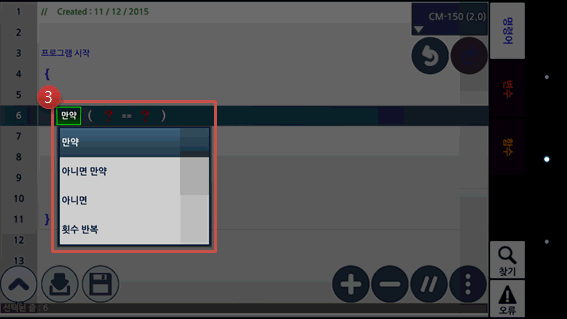 1 // Created : 11 / 12 / 2015
CM-150 (2.0)
명령어
2
3 프로그램 시작
4 {
변수
5
3
6 만약 ( ? == ? )
7 만약
8
아니면 만약
9
함수
10 아니면
11 }
횟수 반복
12
13
찾기
오류
선택된 줄 : 6